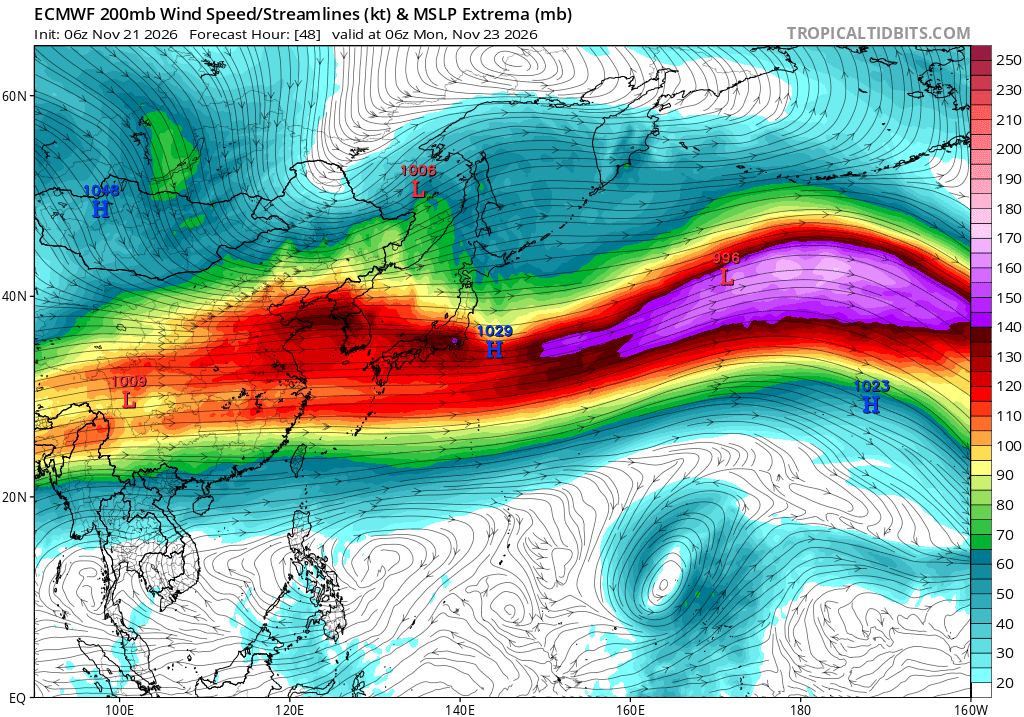 ECMWF 200mb Wind Speed/Streamlines (kt) & MSLP Extrema (mb)
Init: 06z Nov 21 2026 Forecast Hour: [48] valid at 06z Mon, Nov 23 2026
TROPICALTIDBITS.COM
250
230
220
210
200
190
180
170
160
150
140
130
120
110
100
90
80
70
60
50
40
30
20
60N
40N
20N
EQ
1048
H
1006
L
996
L
1029
H
1009
L
1023
H
100E
120E
140E
160E
180
160W